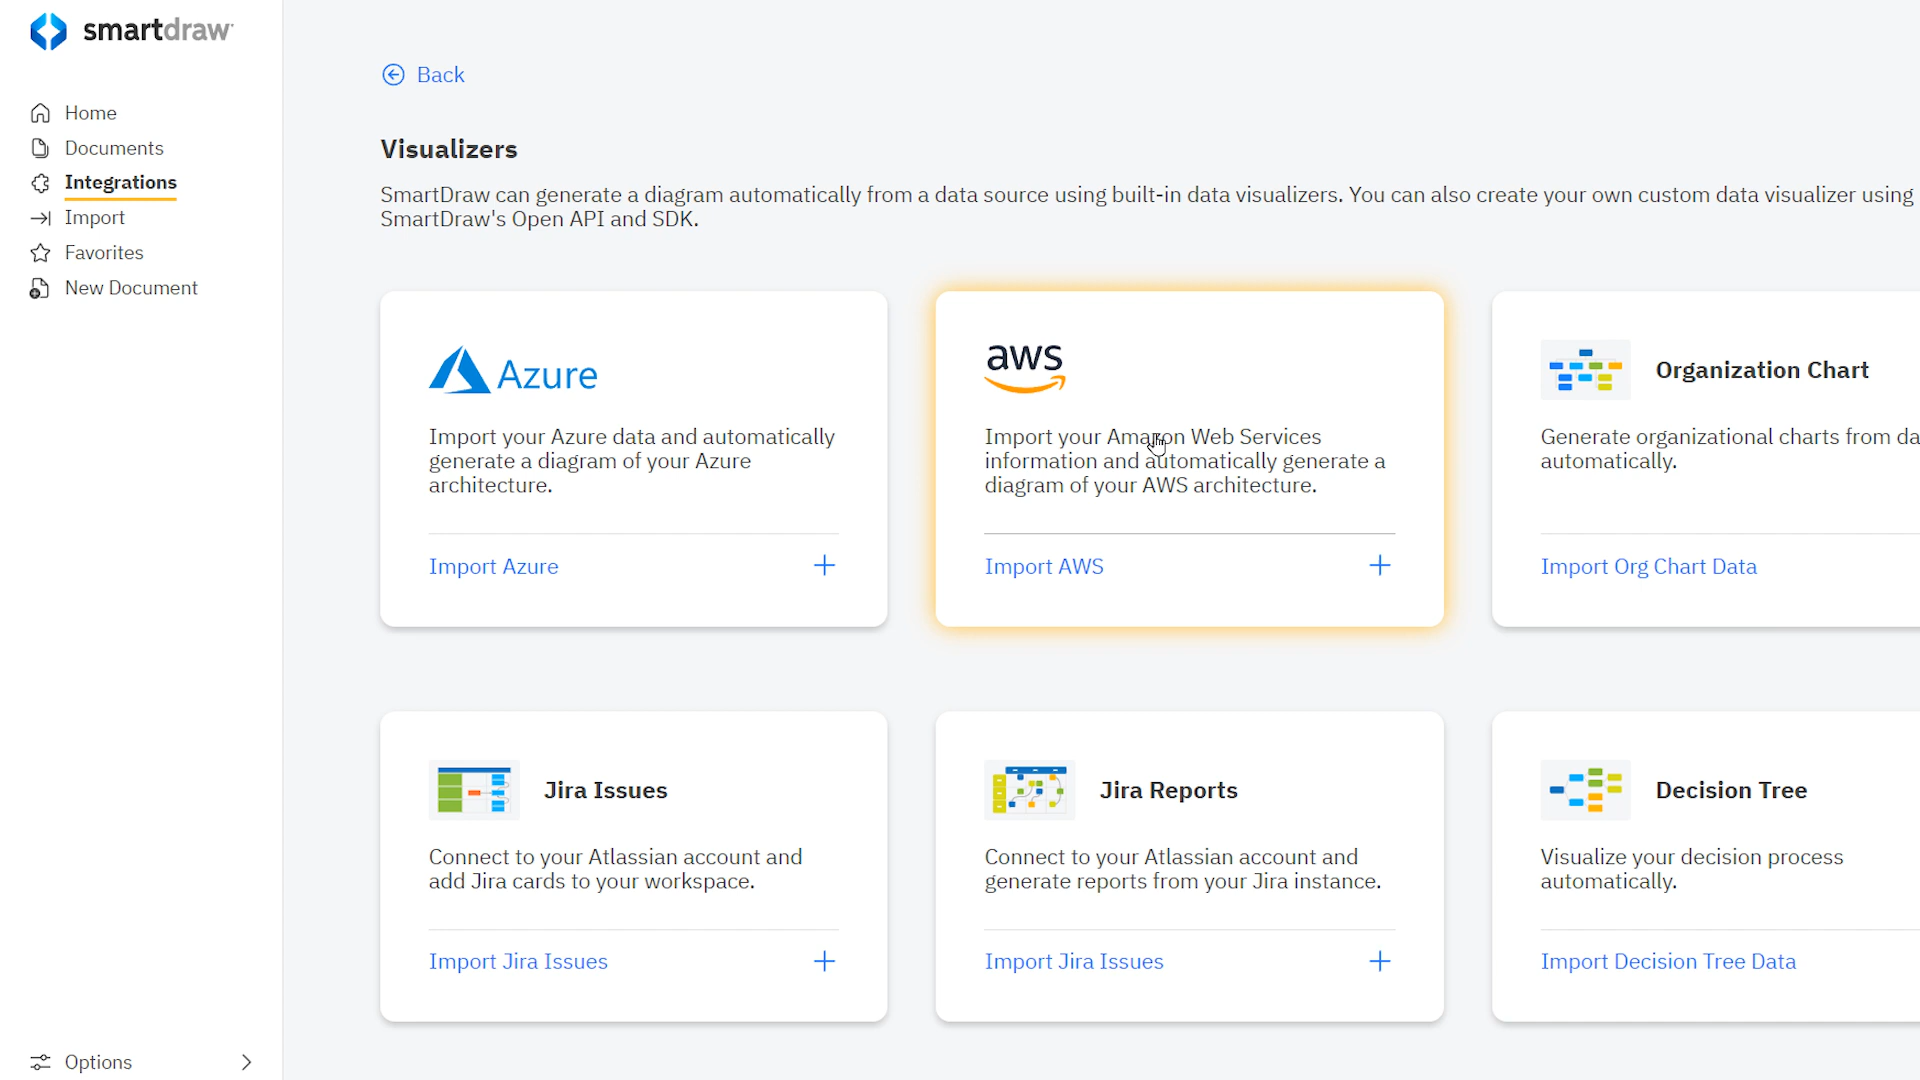 smartdraw
Home
Documents
Integrations
Import
Favorites
New Document
Options
Back
Visualizers
SmartDraw can generate a diagram automatically from a data source using built-in data visualizers. You can also create your own custom data visualizer using
SmartDraw's Open API and SDK.
Azure
Import your Azure data and automatically
generate a diagram of your Azure
architecture.
Import Azure
aws
Import your Amazon Web Services
information and automatically generate a
diagram of your AWS architecture.
Import AWS
Organization Chart
Generate organizational charts from da
automatically.
Import Org Chart Data
Jira Issues
Connect to your Atlassian account and
add Jira cards to your workspace.
Import Jira Issues
Jira Reports
Connect to your Atlassian account and
generate reports from your Jira instance.
Import Jira Issues
Decision Tree
Visualize your decision process
automatically.
Import Decision Tree Data